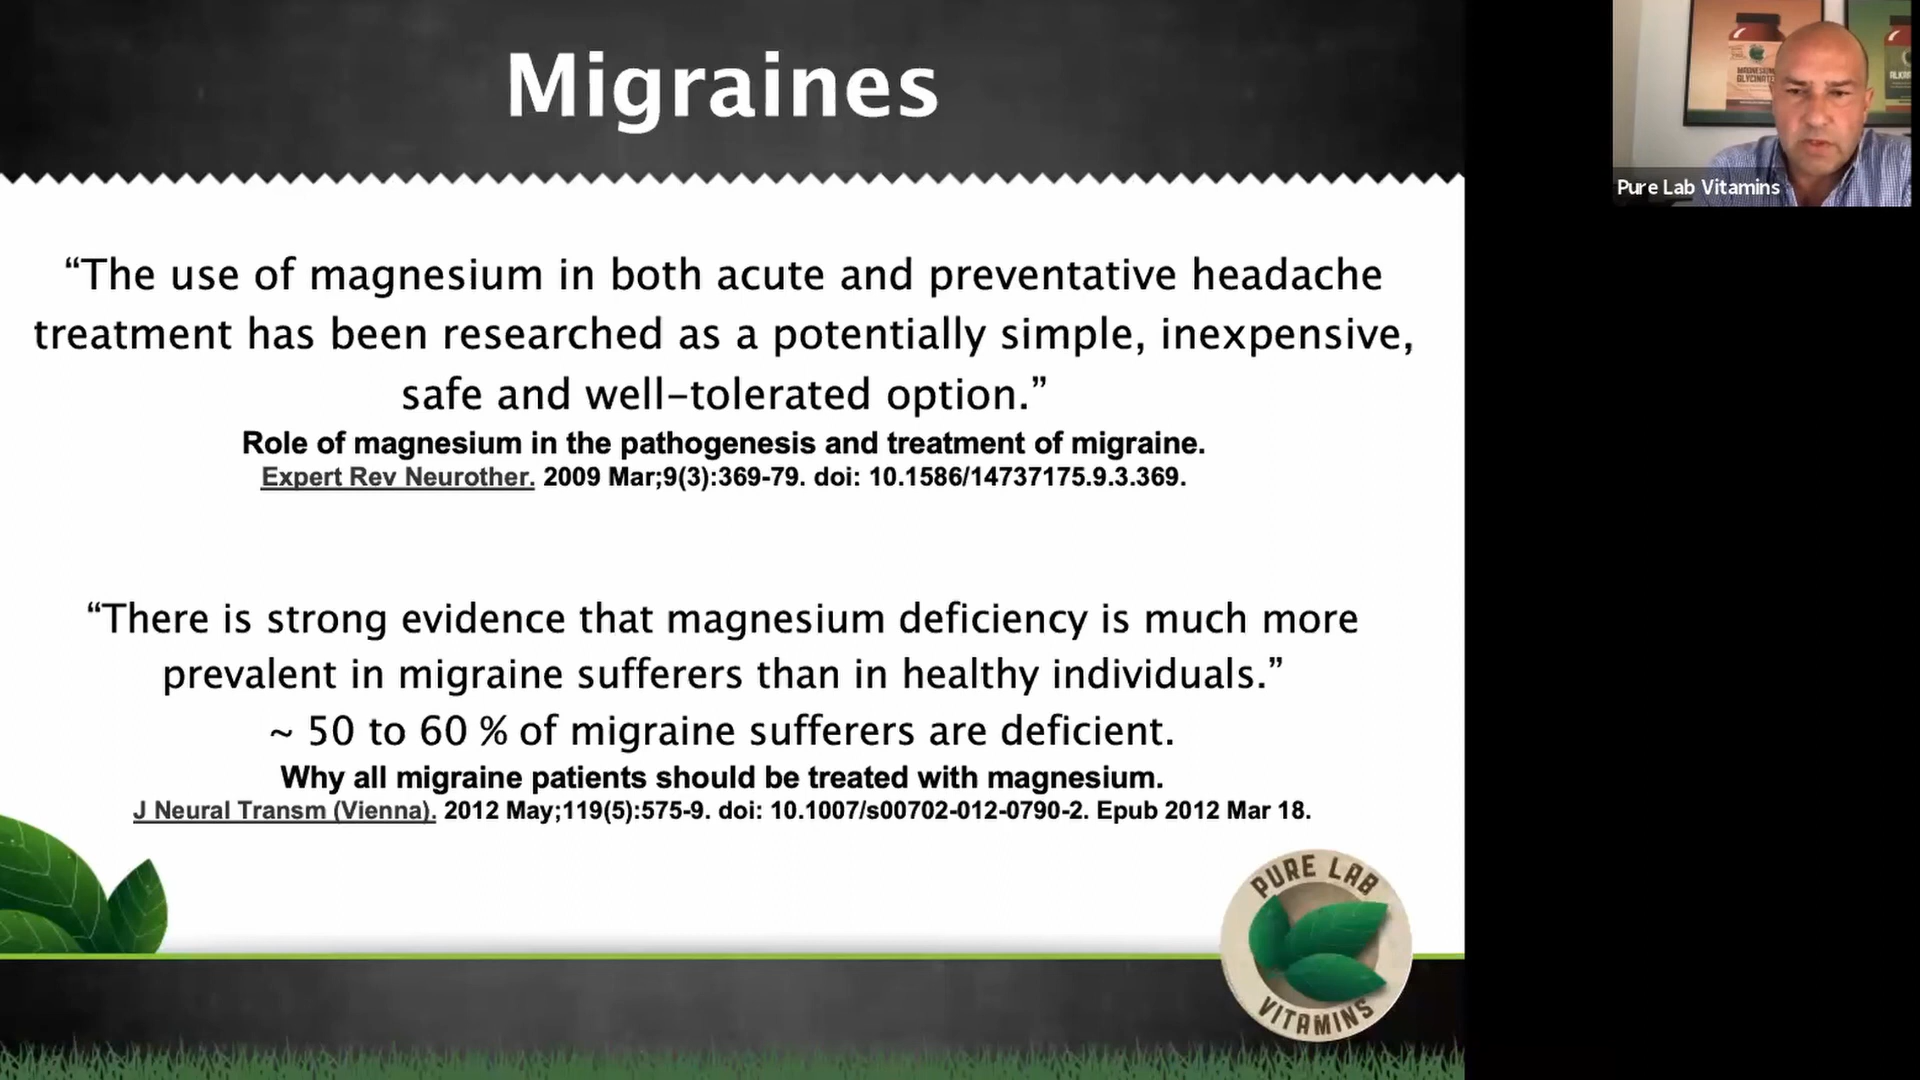 Migraines
“The use of magnesium in both acute and preventative headache
treatment has been researched as a potentially simple, inexpensive,
safe and well-tolerated option.”
Role of magnesium in the pathogenesis and treatment of migraine.
Expert Rev Neurother. 2009 Mar;9(3):369-79. doi: 10.1586/14737175.9.3.369.
“There is strong evidence that magnesium deficiency is much more
prevalent in migraine sufferers than in healthy individuals.”
~ 50 to 60 % of migraine sufferers are deficient.
Why all migraine patients should be treated with magnesium.
J Neural Transm (Vienna). 2012 May;119(5):575-9. doi: 10.1007/s00702-012-0790-2. Epub 2012 Mar 18.
PURE LAB
VITAMINS
MAGNESIUM
GLYCINATE
Pure Lab Vitamins